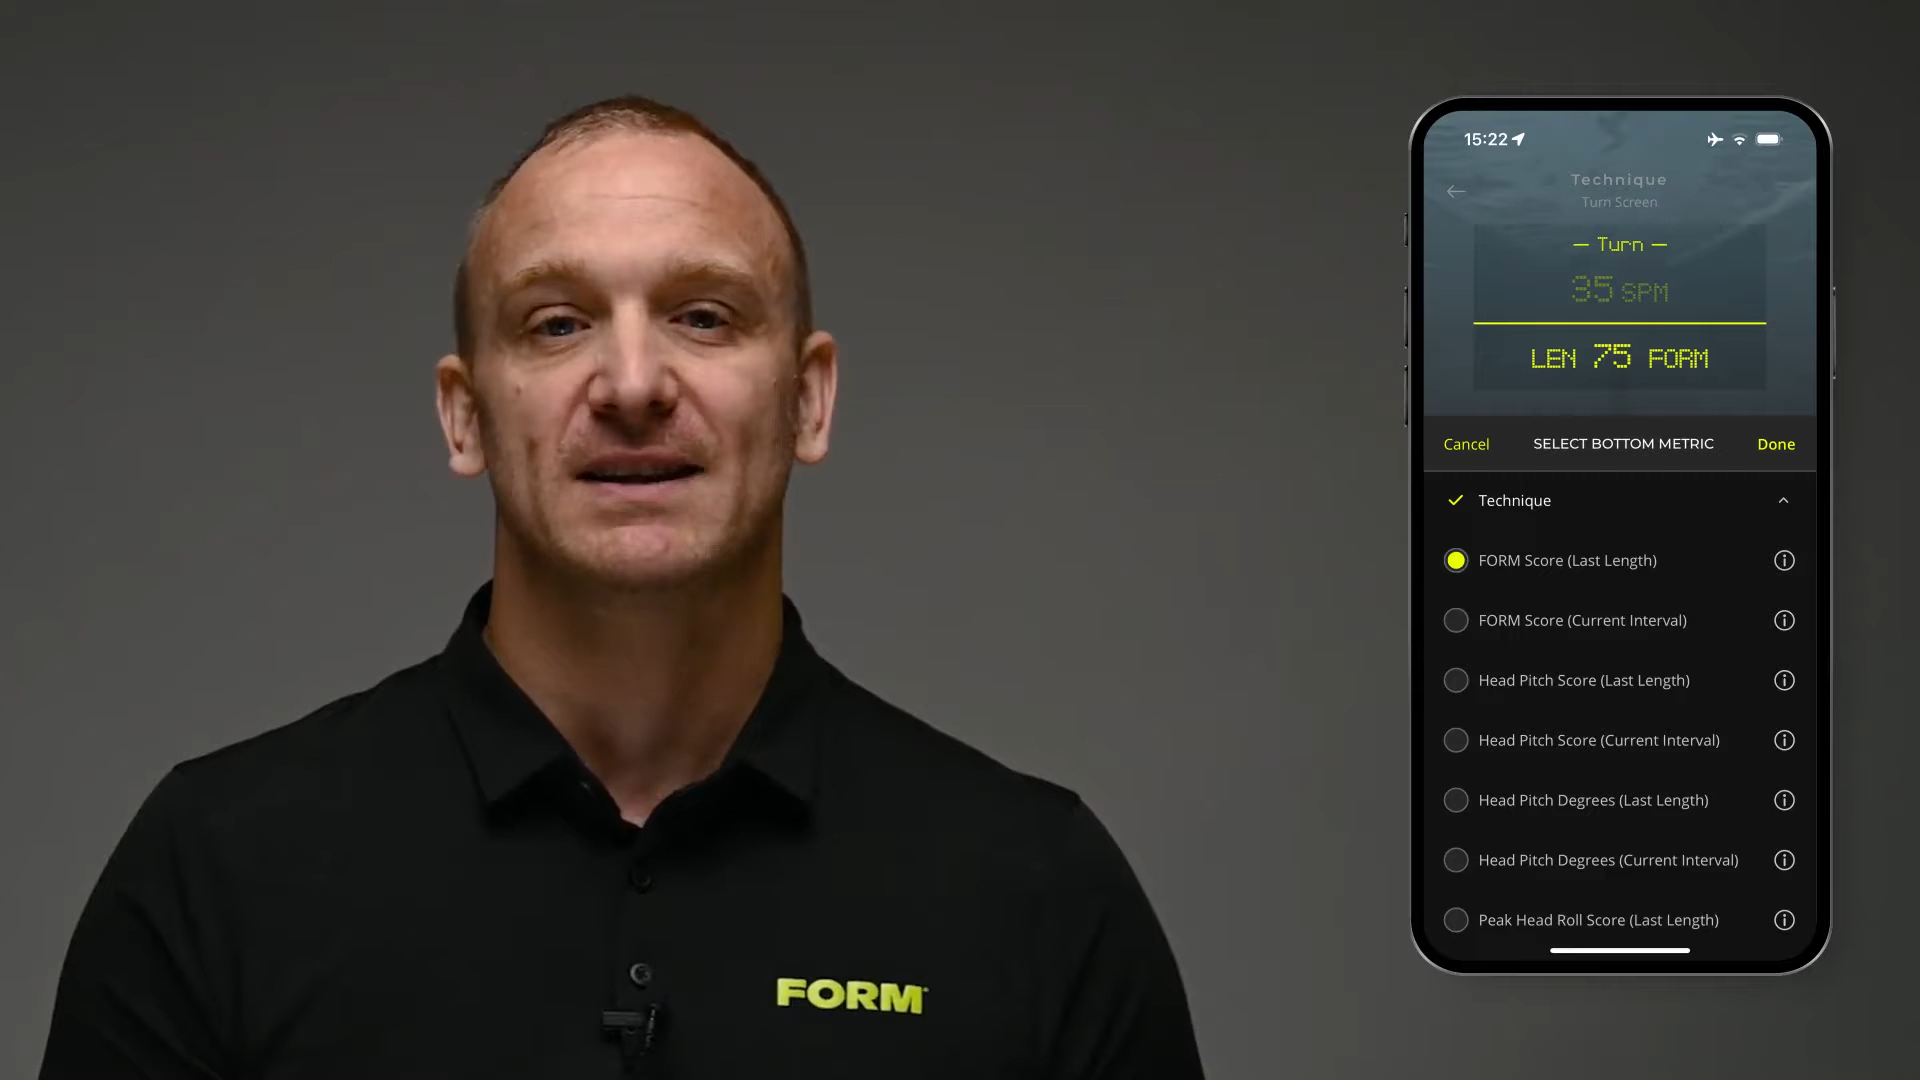 15:22
Technique
Turn Screen
— Turn —
35 SPM
LEN 75 FORM
Cancel SELECT BOTTOM METRIC Done
Technique
FORM Score (Last Length)
FORM Score (Current Interval)
Head Pitch Score (Last Length)
Head Pitch Score (Current Interval)
Head Pitch Degrees (Last Length)
Head Pitch Degrees (Current Interval)
Peak Head Roll Score (Last Length)
FORM